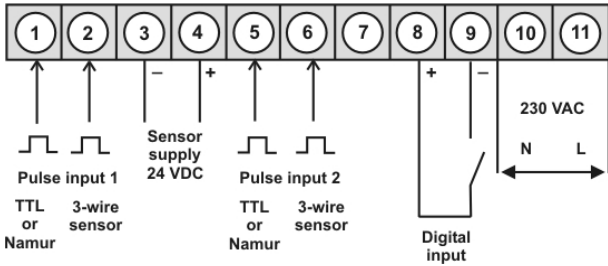 1 2 3 4 5 6 7 8 9 10 11
– + + –
230 VAC
N L
Sensor
supply
24 VDC
Pulse input 1
TTL
or
Namur
3-wire
sensor
Pulse input 2
TTL
or
Namur
3-wire
sensor
Digital
input